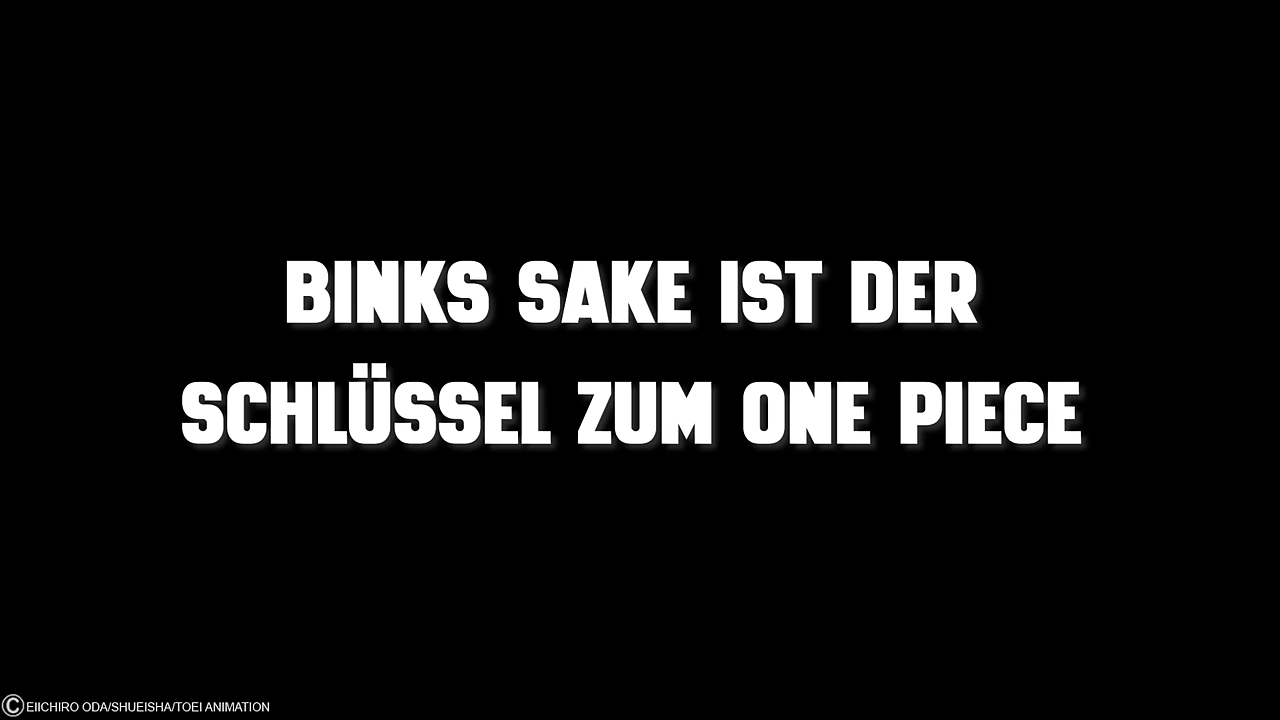 BINKS SAKE IST DER
SCHLÜSSEL ZUM ONE PIECE
©EIICHIRO ODA/SHUEISHA/TOEI ANIMATION